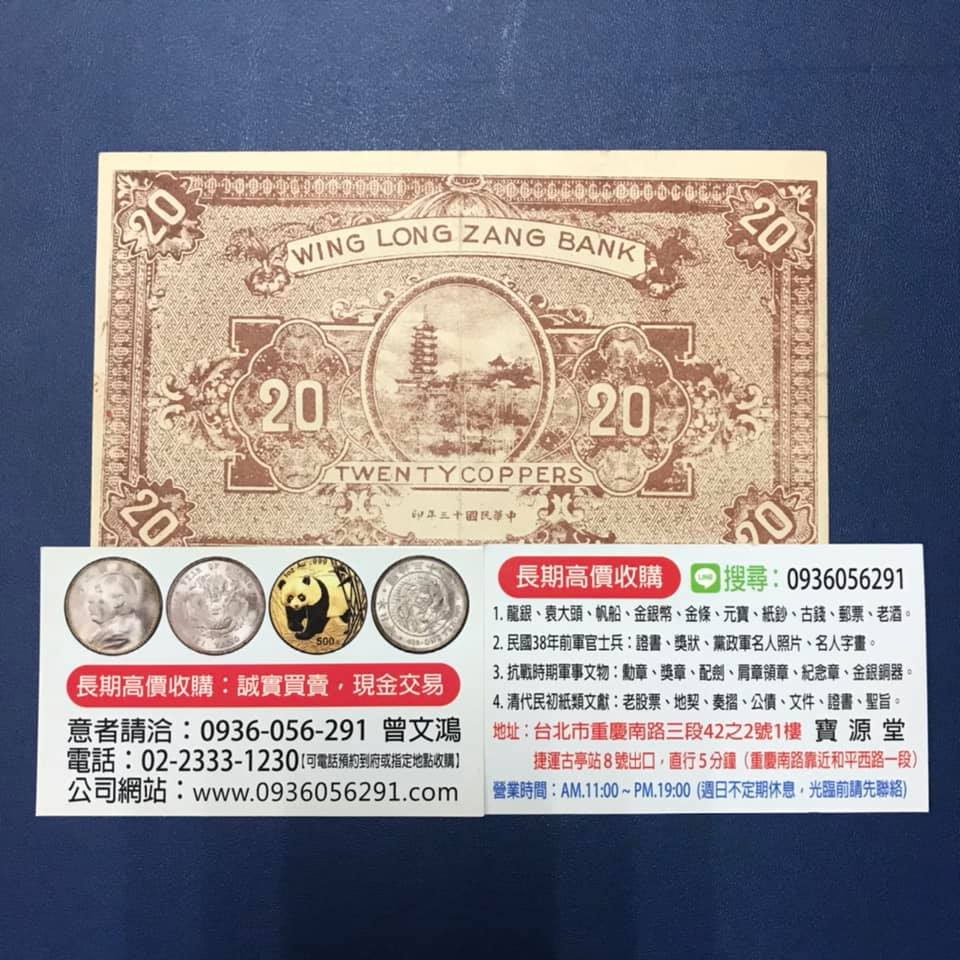 20
20
WING LONG ZANG BANK
20
20
TWENTY COPPERS
印年三十國民華中
20
20
1oz Au .999
500元
長期高價收購：誠實買賣，現金交易
意者請洽：0936-056-291 曾文鴻
電話：02-2333-1230【可電話預約到府或指定地點收購】
公司網站：www.0936056291.com
長期高價收購 LINE 搜尋：0936056291
1. 龍銀、袁大頭、帆船、金銀幣、金條、元寶、紙鈔、古錢、郵票、老酒。
2. 民國38年前軍官士兵：證書、獎狀、黨政軍名人照片、名人字畫。
3. 抗戰時期軍事文物：勳章、獎章、配劍、肩章領章、紀念章、金銀銅器。
4. 清代民初紙類文獻：老股票、地契、奏摺、公債、文件、證書、聖旨。
地址：台北市重慶南路三段42之2號1樓 寶源堂
捷運古亭站8號出口，直行5分鐘（重慶南路靠近和平西路一段）
營業時間：AM.11:00 ~ PM.19:00 (週日不定期休息，光臨前請先聯絡)